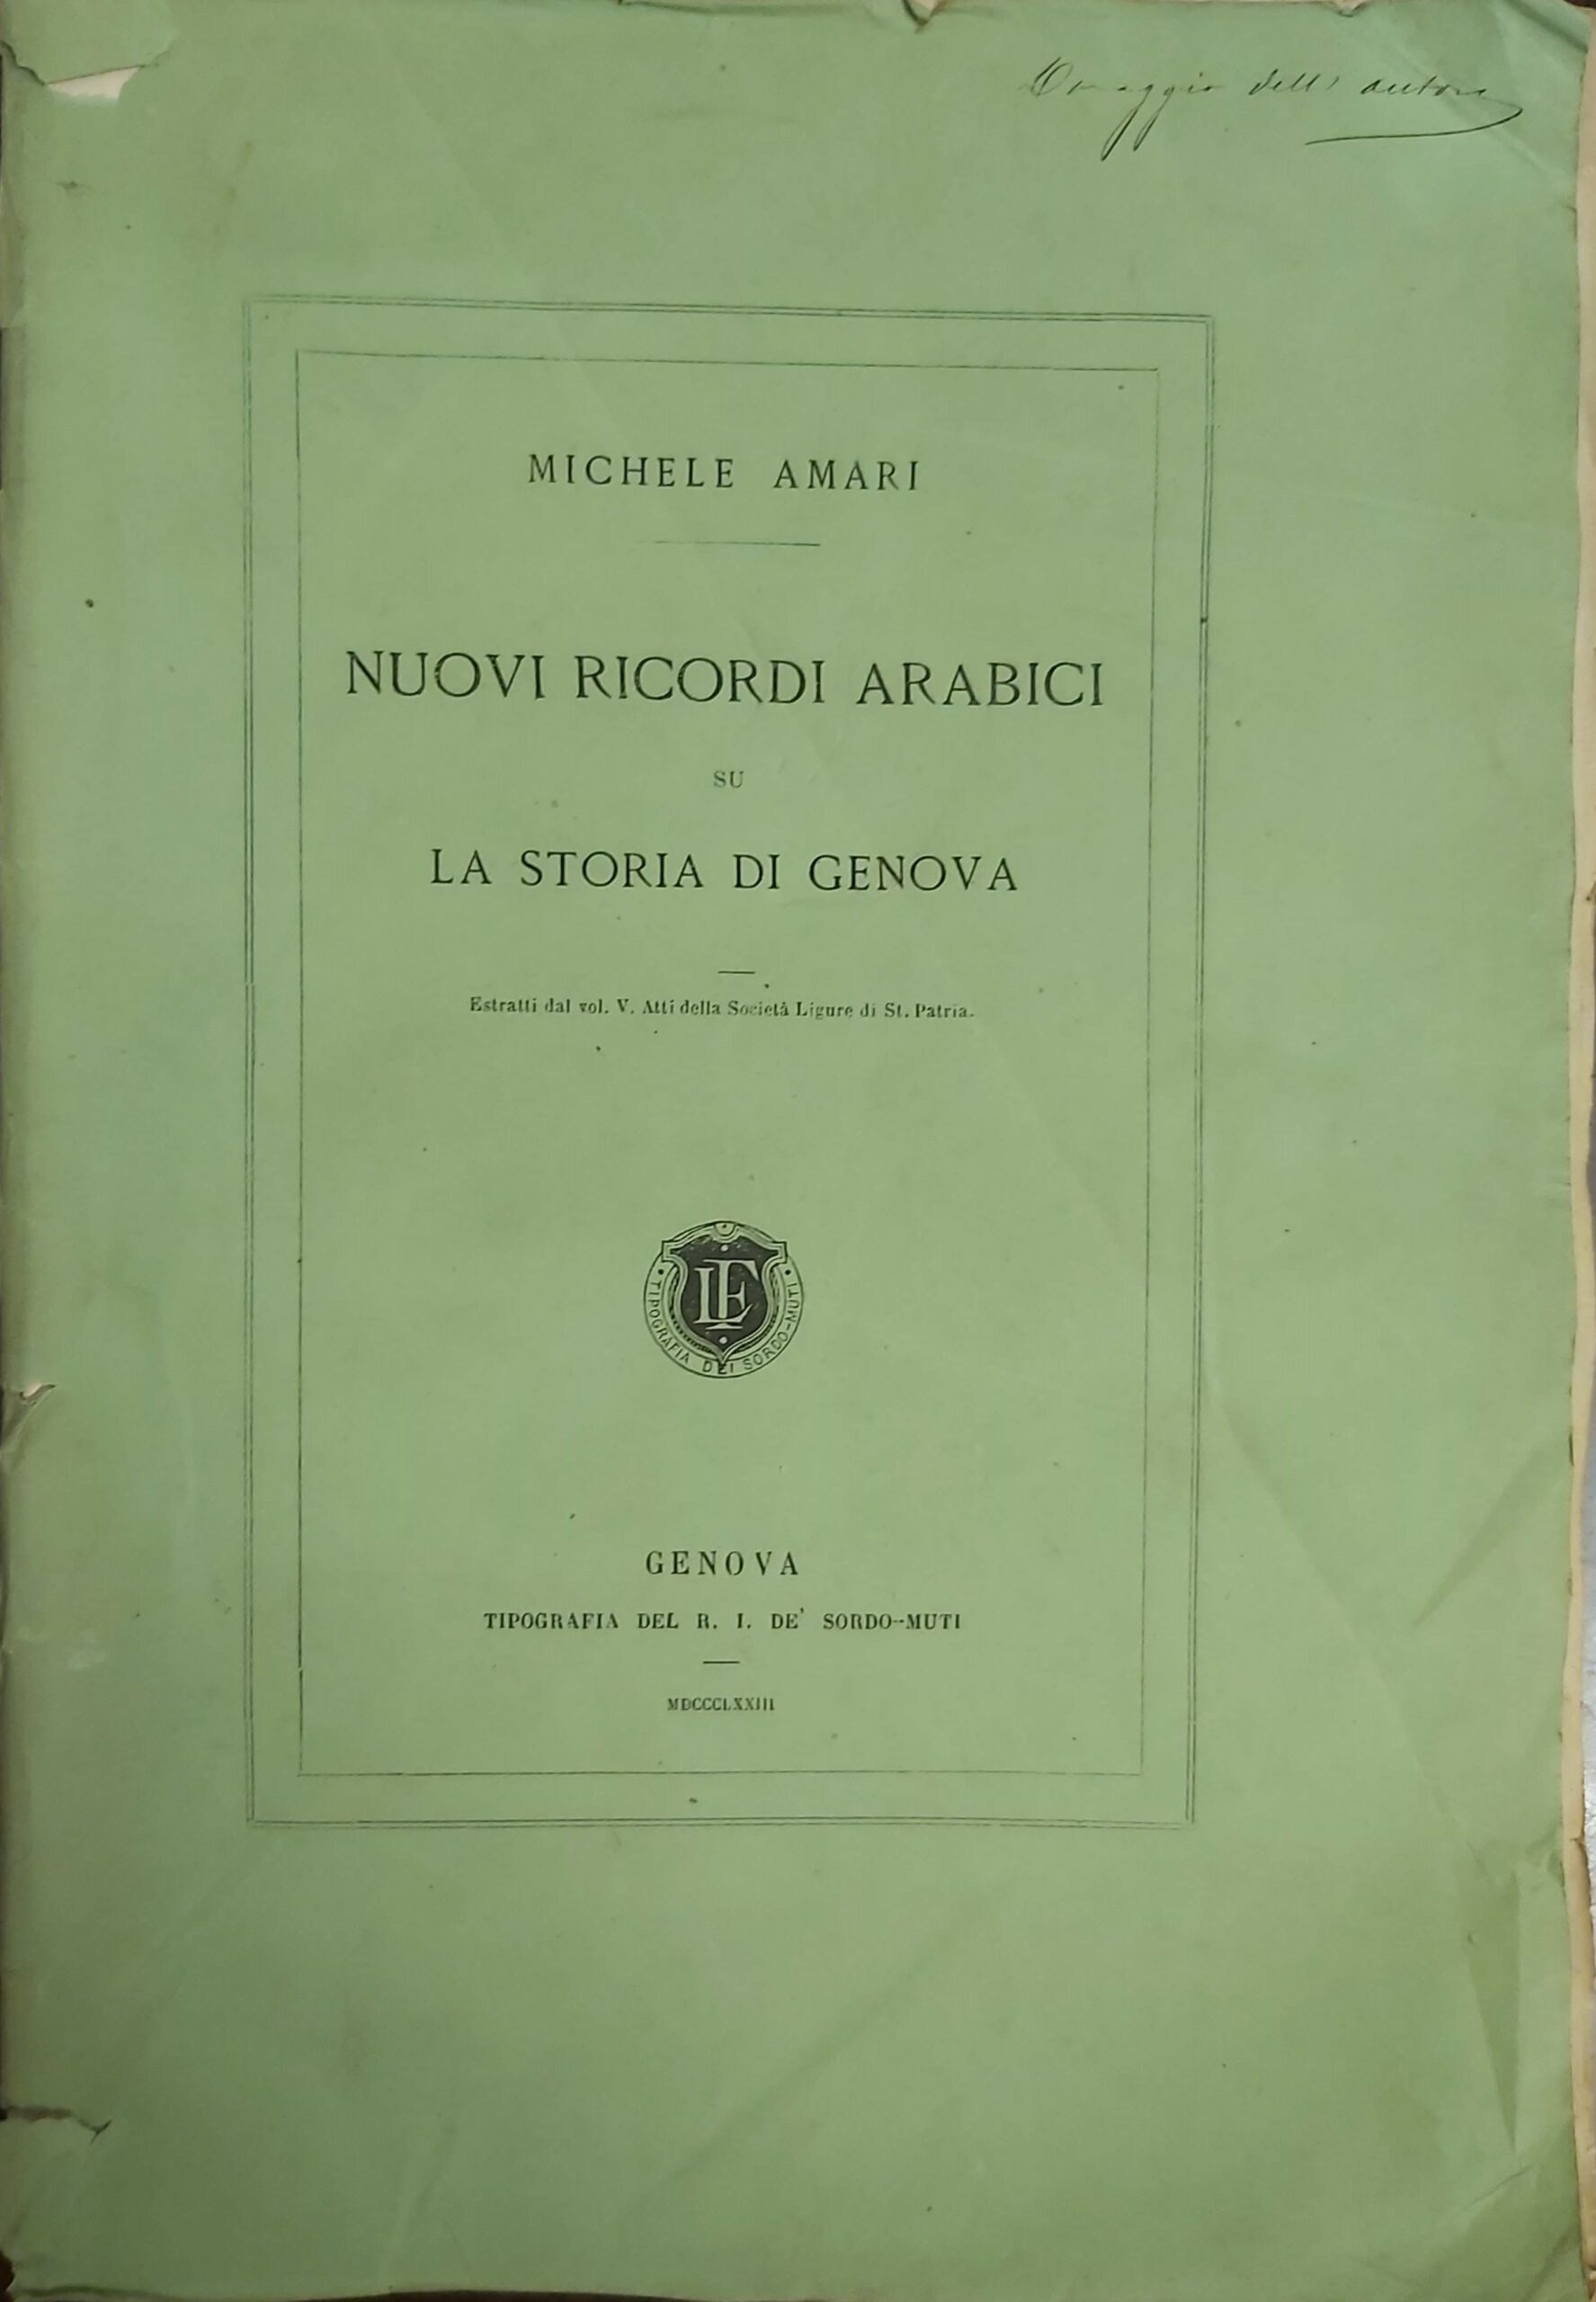 Omaggio dell' autore
MICHELE AMARI
NUOVI RICORDI ARABICI
SU
LA STORIA DI GENOVA
Estratti dal vol. V. Atti della Società Ligure di St. Patria.
LE
TIPOGRAFIA DEI SORDO-MUTI
GENOVA
TIPOGRAFIA DEL R. I. DE' SORDO-MUTI
MDCCCLXXIII